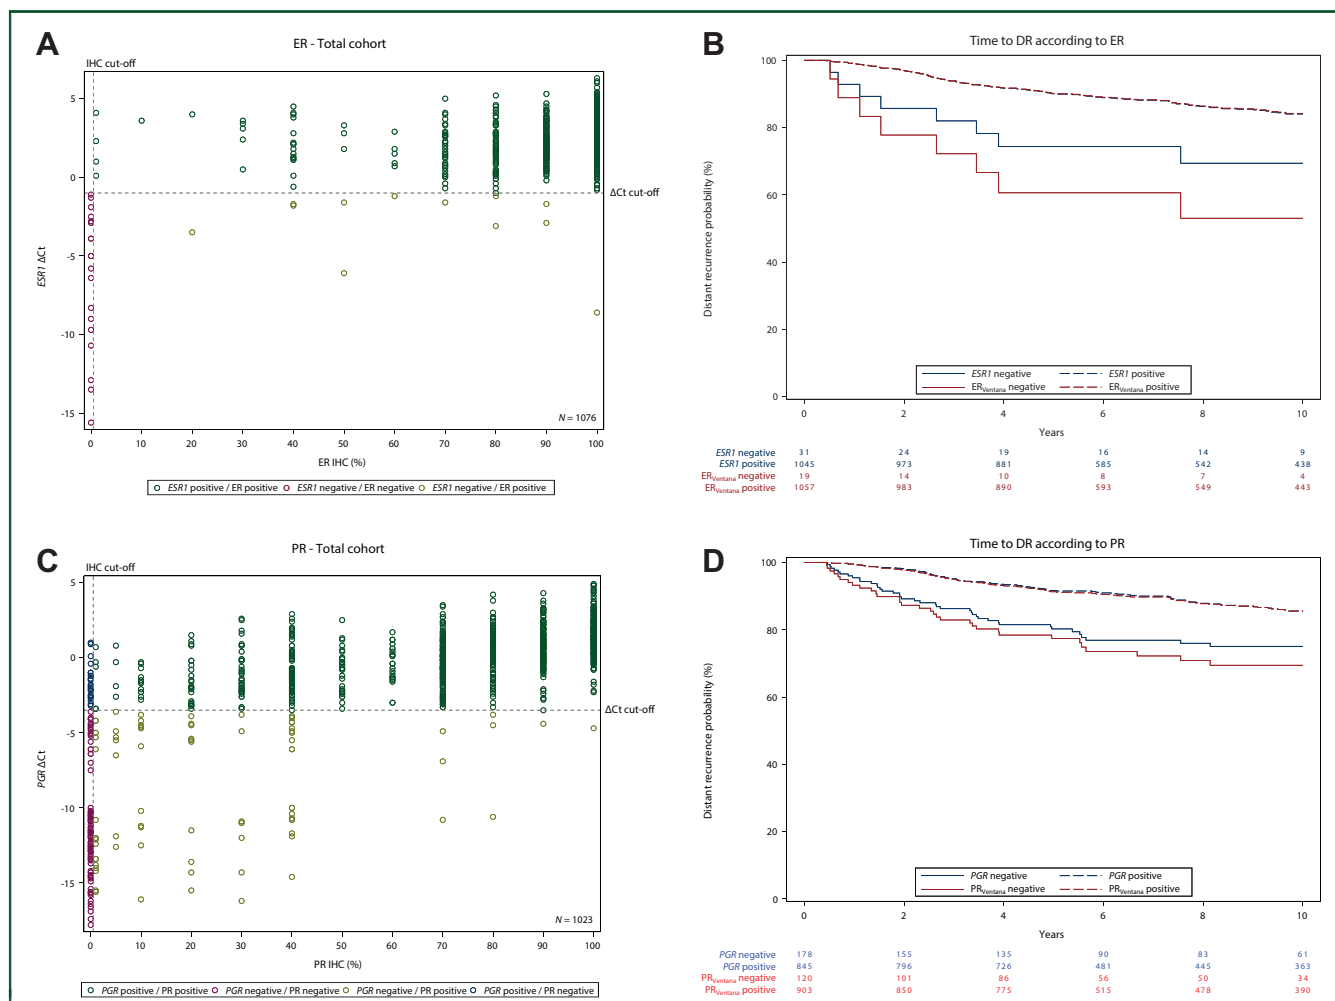 A
ER - Total cohort
IHC cut-off
5
0
-5
-10
-15
ESR1 ΔCt
ΔCt cut-off
N = 1076
0 10 20 30 40 50 60 70 80 90 100
ER IHC (%)
ESR1 positive / ER positive ESR1 negative / ER negative ESR1 negative / ER positive
B
Time to DR according to ER
100
80
60
40
20
0
Distant recurrence probability (%)
ESR1 negative ESR1 positive
ERVentana negative ERVentana positive
0 2 4 6 8 10
Years
ESR1 negative 31 24 19 16 14 9
ESR1 positive 1045 973 881 585 542 438
ERVentana negative 19 14 10 8 7 4
ERVentana positive 1057 983 890 593 549 443
C
PR - Total cohort
IHC cut-off
5
0
-5
-10
-15
PGR ΔCt
ΔCt cut-off
N = 1023
0 10 20 30 40 50 60 70 80 90 100
PR IHC (%)
PGR positive / PR positive PGR negative / PR negative PGR negative / PR positive PGR positive / PR negative
D
Time to DR according to PR
100
80
60
40
20
0
Distant recurrence probability (%)
PGR negative PGR positive
PRVentana negative PRVentana positive
0 2 4 6 8 10
Years
PGR negative 178 155 135 90 83 61
PGR positive 845 796 726 481 445 363
PRVentana negative 120 101 86 56 50 34
PRVentana positive 903 850 775 515 478 390